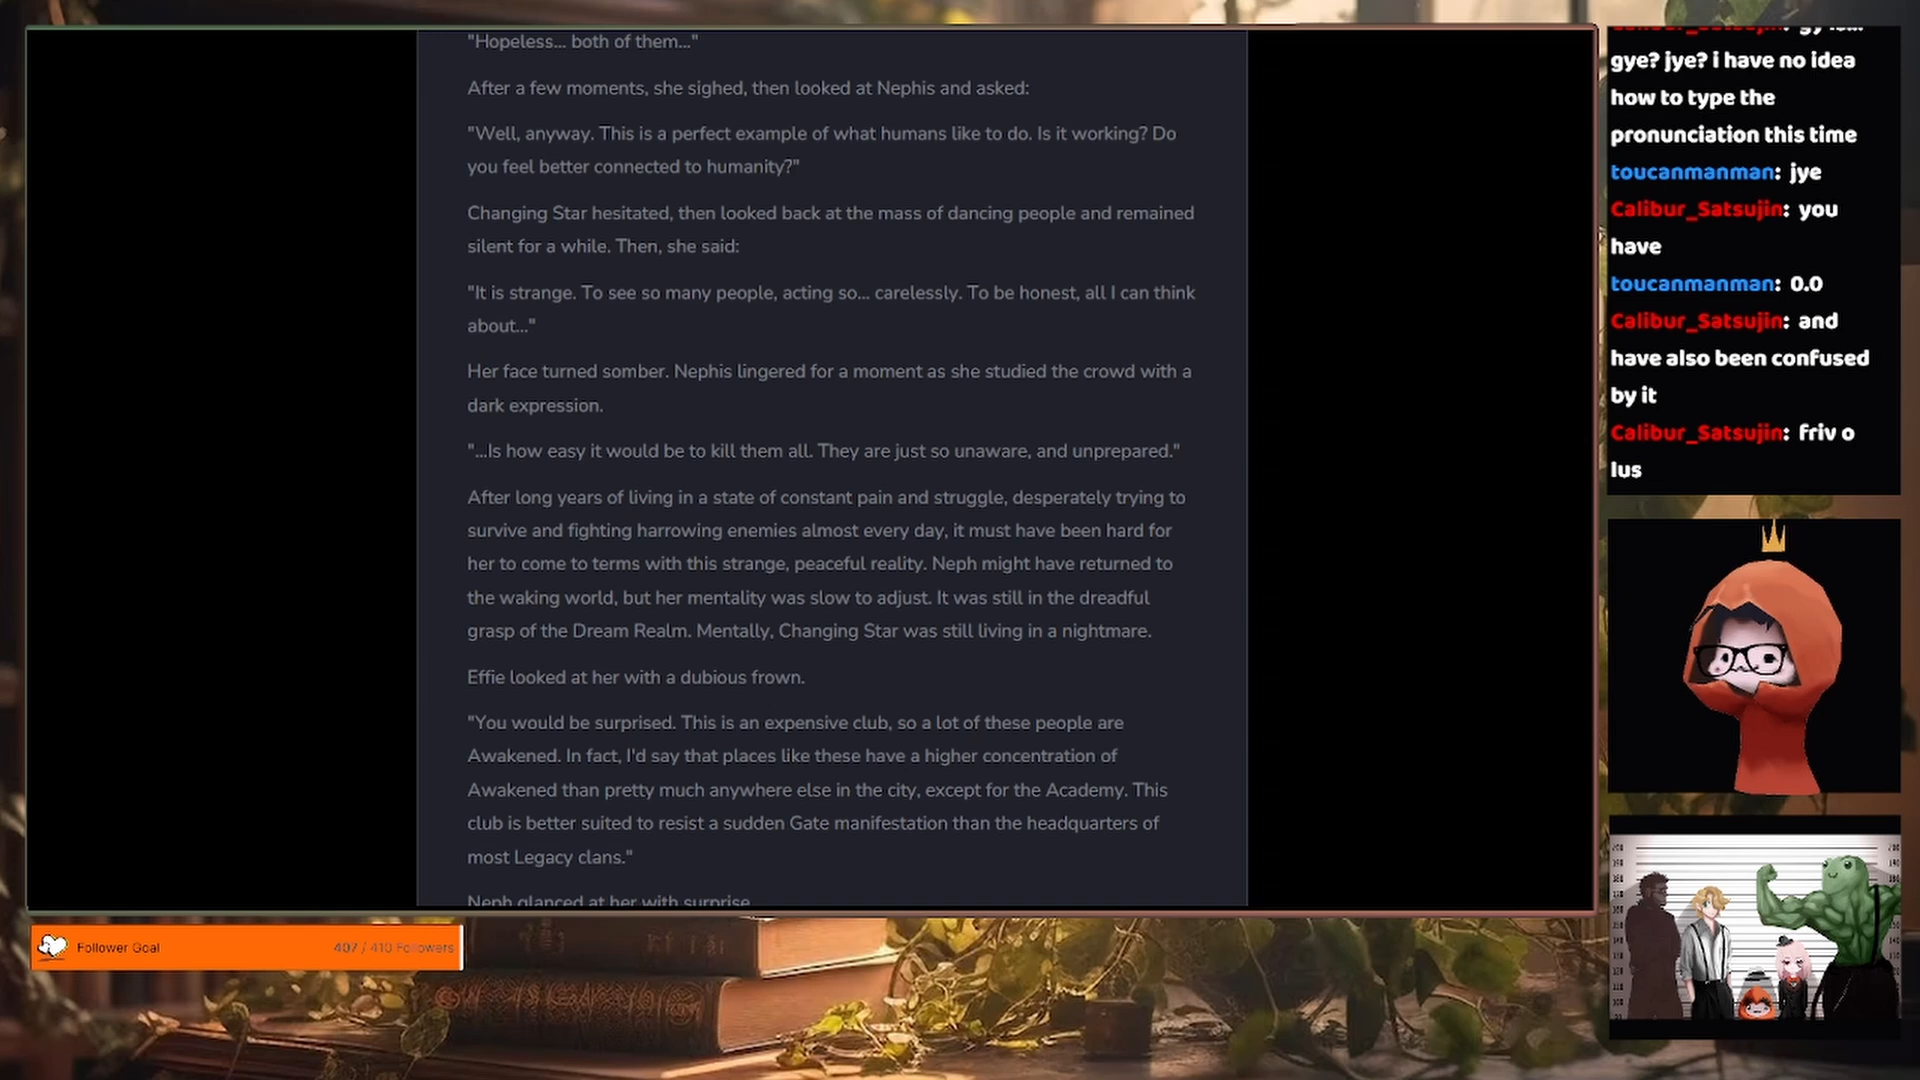 "Hopeless... both of them..."
After a few moments, she sighed, then looked at Nephis and asked:
"Well, anyway. This is a perfect example of what humans like to do. Is it working? Do
you feel better connected to humanity?"
Changing Star hesitated, then looked back at the mass of dancing people and remained
silent for a while. Then, she said:
"It is strange. To see so many people, acting so... carelessly. To be honest, all I can think
about..."
Her face turned somber. Nephis lingered for a moment as she studied the crowd with a
dark expression.
"...Is how easy it would be to kill them all. They are just so unaware, and unprepared."
After long years of living in a state of constant pain and struggle, desperately trying to
survive and fighting harrowing enemies almost every day, it must have been hard for
her to come to terms with this strange, peaceful reality. Neph might have returned to
the waking world, but her mentality was slow to adjust. It was still in the dreadful
grasp of the Dream Realm. Mentally, Changing Star was still living in a nightmare.
Effie looked at her with a dubious frown.
"You would be surprised. This is an expensive club, so a lot of these people are
Awakened. In fact, I'd say that places like these have a higher concentration of
Awakened than pretty much anywhere else in the city, except for the Academy. This
club is better suited to resist a sudden Gate manifestation than the headquarters of
most Legacy clans."
Neph glanced at her with surprise
Follower Goal 407 / 410 Followers
gye? jye? i have no idea
how to type the
pronunciation this time
toucanmanman: jye
Calibur_Satsujin: you
have
toucanmanman: 0.0
Calibur_Satsujin: and
have also been confused
by it
Calibur_Satsujin: friv o
lus